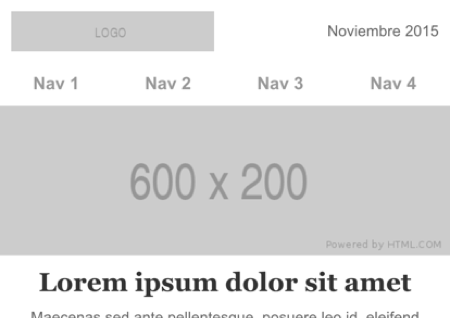 LOGO
Noviembre 2015
Nav 1 Nav 2 Nav 3 Nav 4
600 x 200
Powered by HTML.COM
Lorem ipsum dolor sit amet
Maecenas sed ante pellentesque, posuere leo id, eleifend